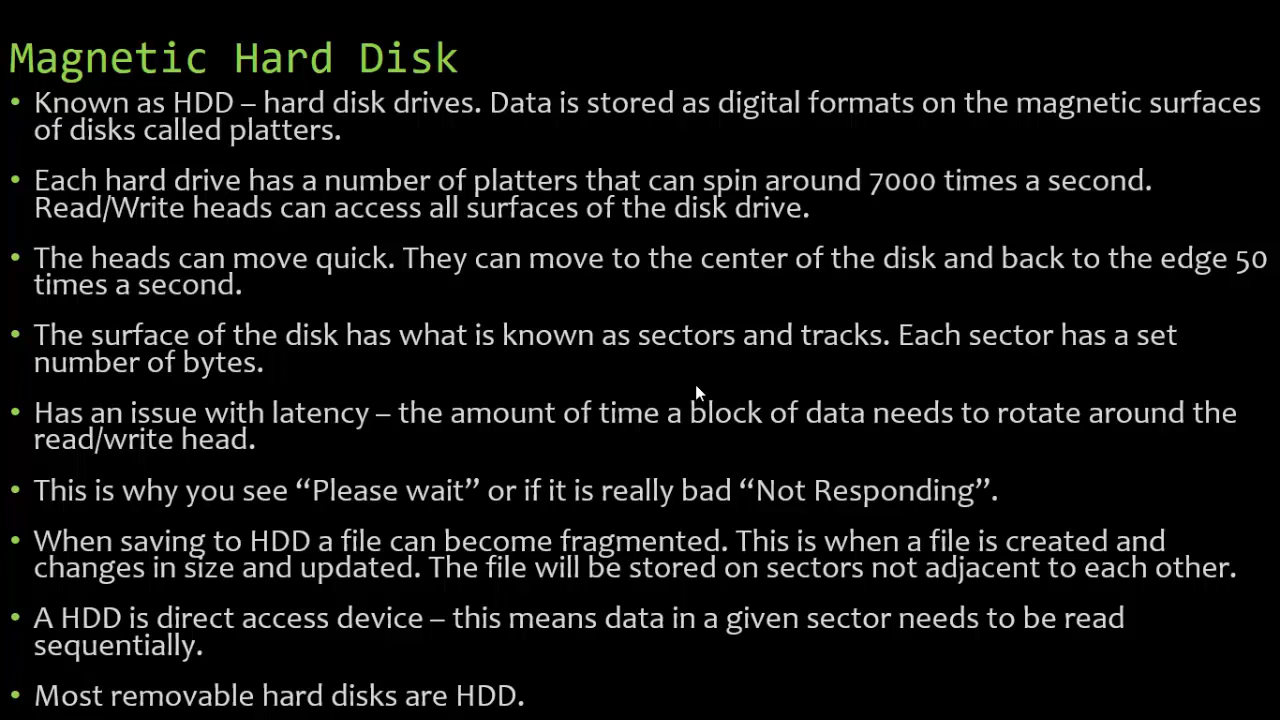 Magnetic Hard Disk
• Known as HDD – hard disk drives. Data is stored as digital formats on the magnetic surfaces
of disks called platters.
• Each hard drive has a number of platters that can spin around 7000 times a second.
Read/Write heads can access all surfaces of the disk drive.
• The heads can move quick. They can move to the center of the disk and back to the edge 50
times a second.
• The surface of the disk has what is known as sectors and tracks. Each sector has a set
number of bytes.
• Has an issue with latency – the amount of time a block of data needs to rotate around the
read/write head.
• This is why you see “Please wait” or if it is really bad “Not Responding”.
• When saving to HDD a file can become fragmented. This is when a file is created and
changes in size and updated. The file will be stored on sectors not adjacent to each other.
• A HDD is direct access device – this means data in a given sector needs to be read
sequentially.
• Most removable hard disks are HDD.